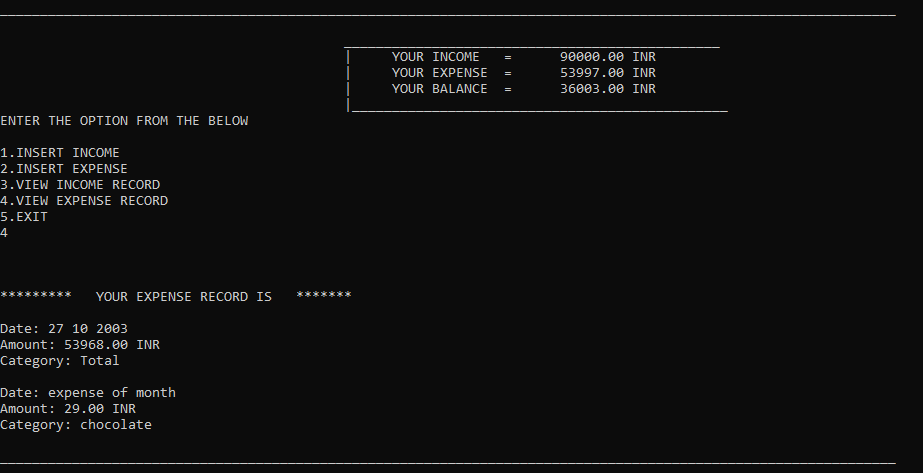 YOUR INCOME = 90000.00 INR
YOUR EXPENSE = 53997.00 INR
YOUR BALANCE = 36003.00 INR
ENTER THE OPTION FROM THE BELOW
1.INSERT INCOME
2.INSERT EXPENSE
3.VIEW INCOME RECORD
4.VIEW EXPENSE RECORD
5.EXIT
4
********* YOUR EXPENSE RECORD IS *******
Date: 27 10 2003
Amount: 53968.00 INR
Category: Total
Date: expense of month
Amount: 29.00 INR
Category: chocolate